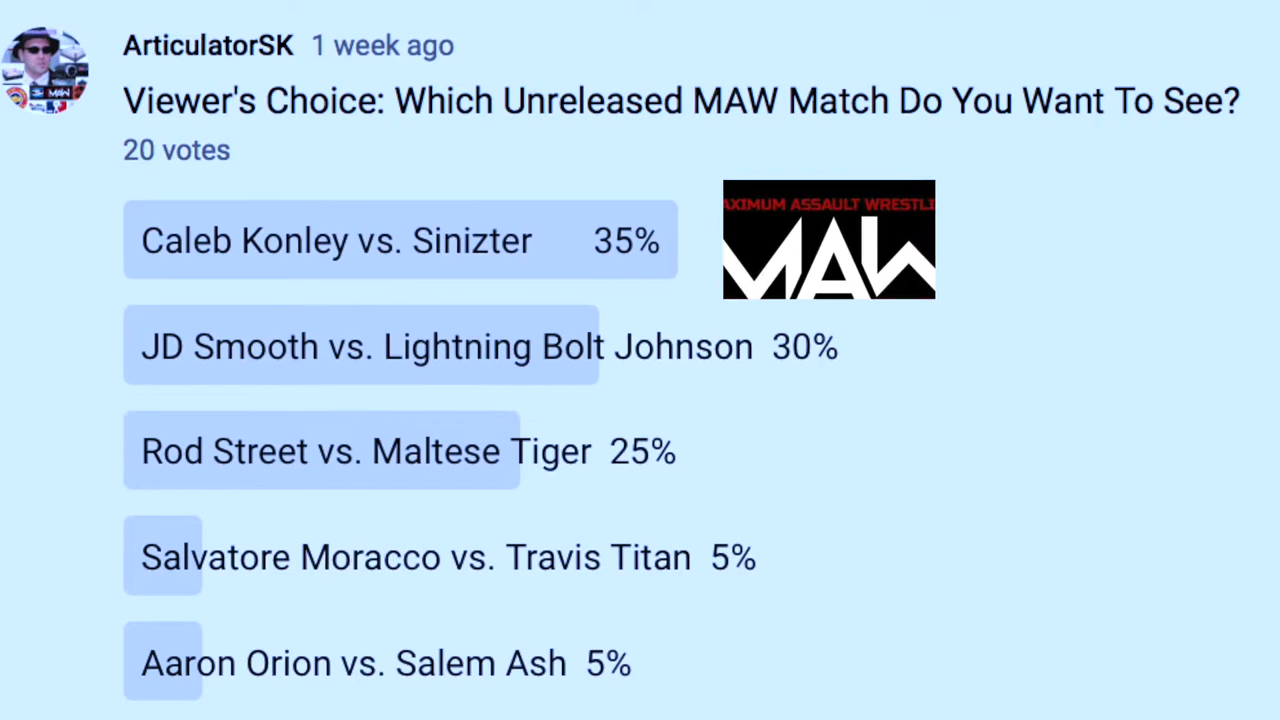 ArticulatorSK 1 week ago
Viewer's Choice: Which Unreleased MAW Match Do You Want To See?
20 votes
Caleb Konley vs. Sinizter 35%
AXIMUM ASSAULT WRESTLI
MAW
JD Smooth vs. Lightning Bolt Johnson 30%
Rod Street vs. Maltese Tiger 25%
Salvatore Moracco vs. Travis Titan 5%
Aaron Orion vs. Salem Ash 5%